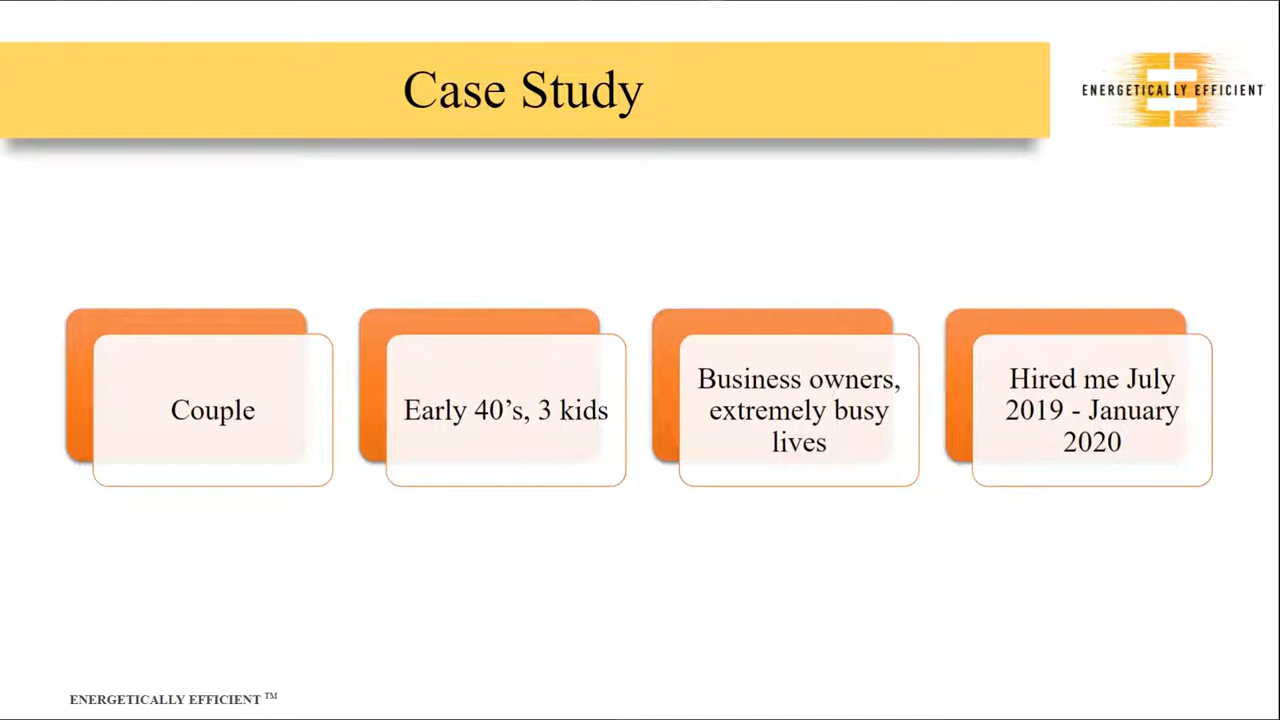 Case Study
ENERGETICALLY EFFICIENT
Couple
Early 40’s, 3 kids
Business owners,
extremely busy
lives
Hired me July
2019 - January
2020
ENERGETICALLY EFFICIENT TM